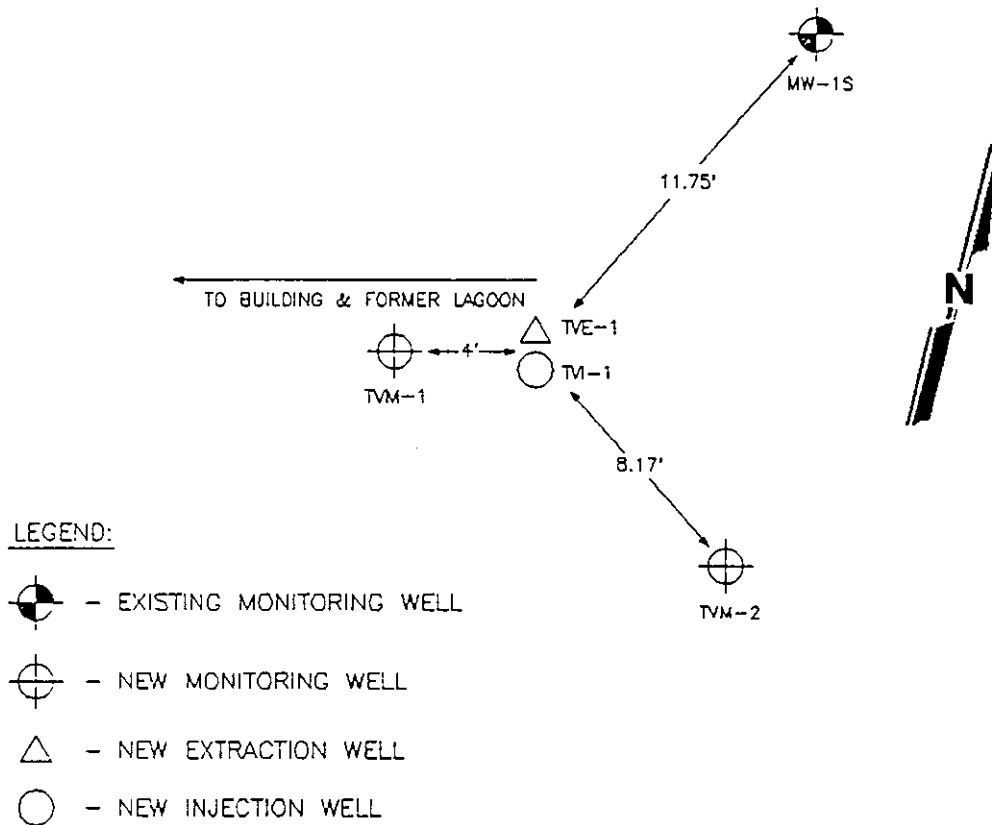 MW-1S
11.75'
TO BUILDING & FORMER LAGOON
TVE-1
4'
TVI-1
TVM-1
N
8.17'
TVM-2
LEGEND:
- EXISTING MONITORING WELL
- NEW MONITORING WELL
- NEW EXTRACTION WELL
- NEW INJECTION WELL